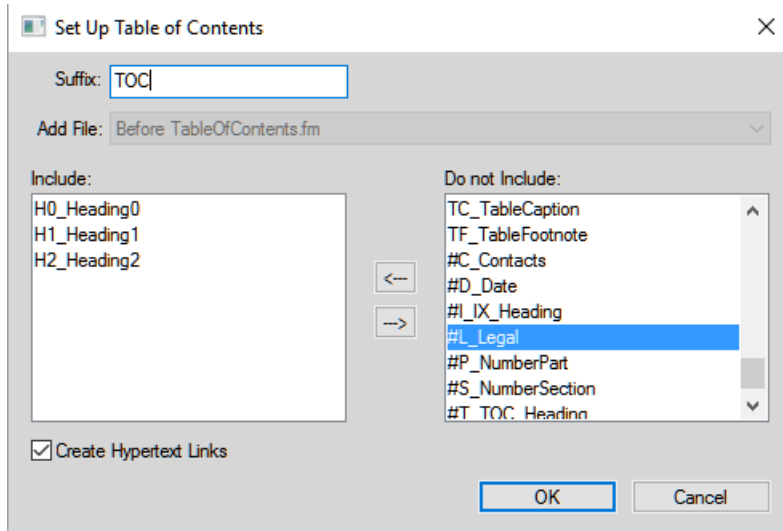 Set Up Table of Contents
Suffix: TOC
Add File: Before TableOfContents.fm
Include:
H0_Heading0
H1_Heading1
H2_Heading2
<---
--->
Do not Include:
TC_TableCaption
TF_TableFootnote
#C_Contacts
#D_Date
#I_IX_Heading
#L_Legal
#P_NumberPart
#S_NumberSection
#T_TOC_Heading
Create Hypertext Links
OK
Cancel